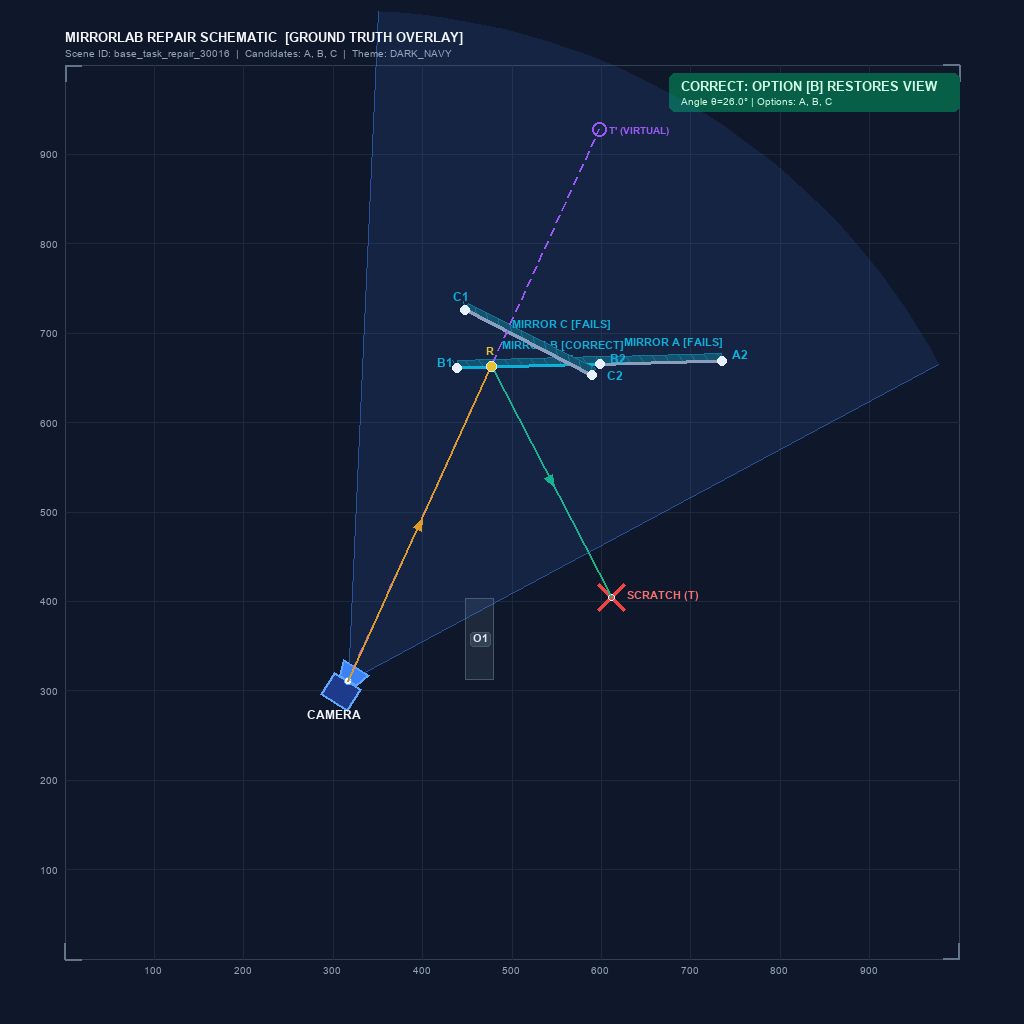 MIRRORLAB REPAIR SCHEMATIC [GROUND TRUTH OVERLAY]
Scene ID: base_task_repair_30016 | Candidates: A, B, C | Theme: DARK_NAVY
CORRECT: OPTION [B] RESTORES VIEW
Angle θ=26.0° | Options: A, B, C
T' (VIRTUAL)
900
800
C1
MIRROR C [FAILS]
700
R
MIRROR B [CORRECT]
MIRROR A [FAILS]
B1
B2
A2
C2
600
500
400
SCRATCH (T)
O1
300
CAMERA
200
100
100 200 300 400 500 600 700 800 900